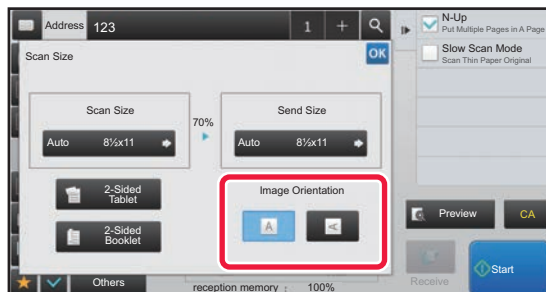 Address 123 1 +
N-Up
Put Multiple Pages in A Page
Scan Size OK
Slow Scan Mode
Scan Thin Paper Original
Scan Size 70% Send Size
Auto 8½x11 Auto 8½x11
2-Sided
Tablet
Image Orientation
A A
2-Sided
Booklet
Preview CA
Start
Others reception memory : 100% Receive